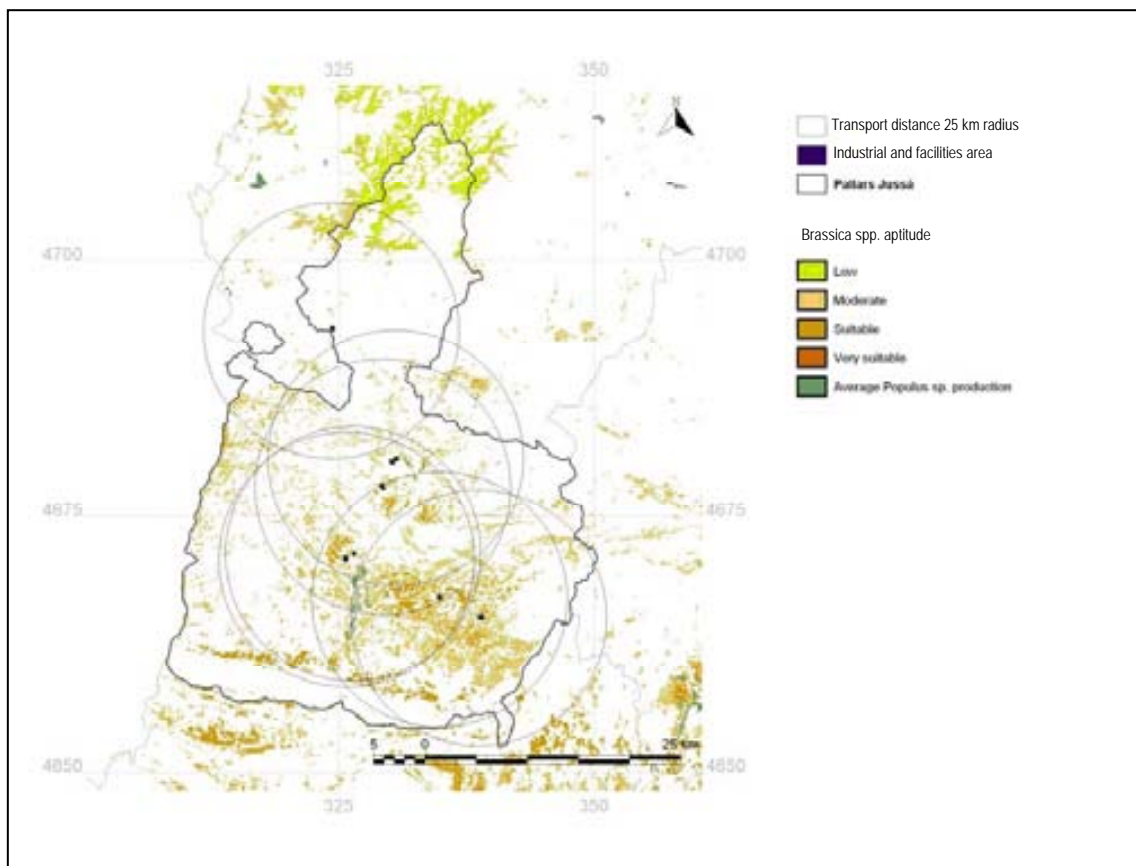 325 350
N
4700 4700
4675 4675
5 0 25 km
4650 4650
325 350
Transport distance 25 km radius
Industrial and facilities area
Pallars Jussà
Brassica spp. aptitude
Low
Moderate
Suitable
Very suitable
Average Populus sp. production